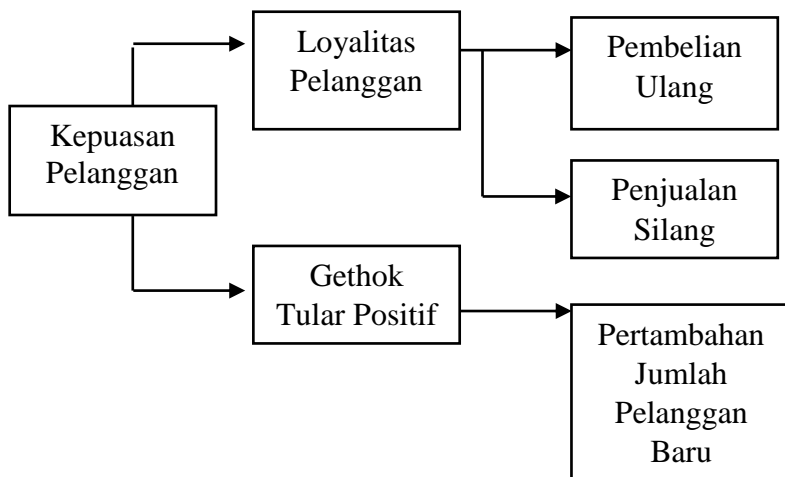 Kepuasan
Pelanggan
Loyalitas
Pelanggan
Gethok
Tular Positif
Pembelian
Ulang
Penjualan
Silang
Pertambahan
Jumlah
Pelanggan
Baru